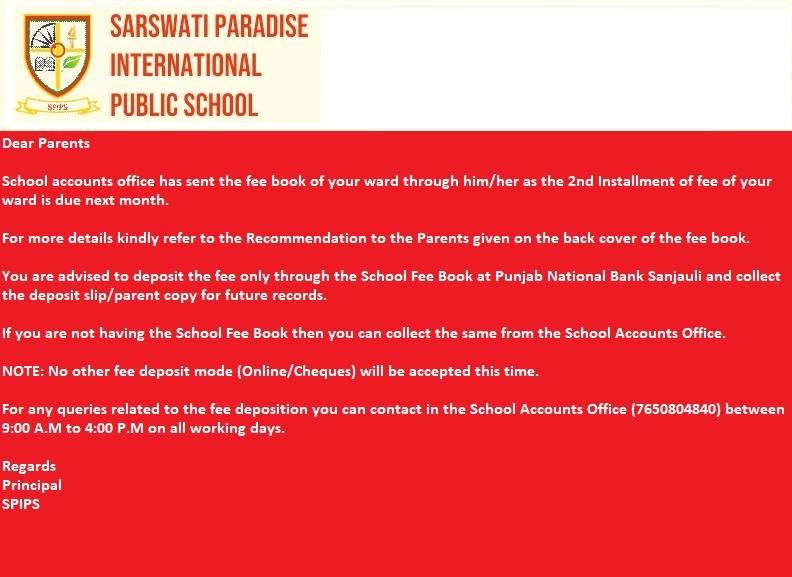 SARSWATI PARADISE
INTERNATIONAL
PUBLIC SCHOOL
SPIPS
Dear Parents
School accounts office has sent the fee book of your ward through him/her as the 2nd Installment of fee of your
ward is due next month.
For more details kindly refer to the Recommendation to the Parents given on the back cover of the fee book.
You are advised to deposit the fee only through the School Fee Book at Punjab National Bank Sanjauli and collect
the deposit slip/parent copy for future records.
If you are not having the School Fee Book then you can collect the same from the School Accounts Office.
NOTE: No other fee deposit mode (Online/Cheques) will be accepted this time.
For any queries related to the fee deposition you can contact in the School Accounts Office (7650804840) between
9:00 A.M to 4:00 P.M on all working days.
Regards
Principal
SPIPS